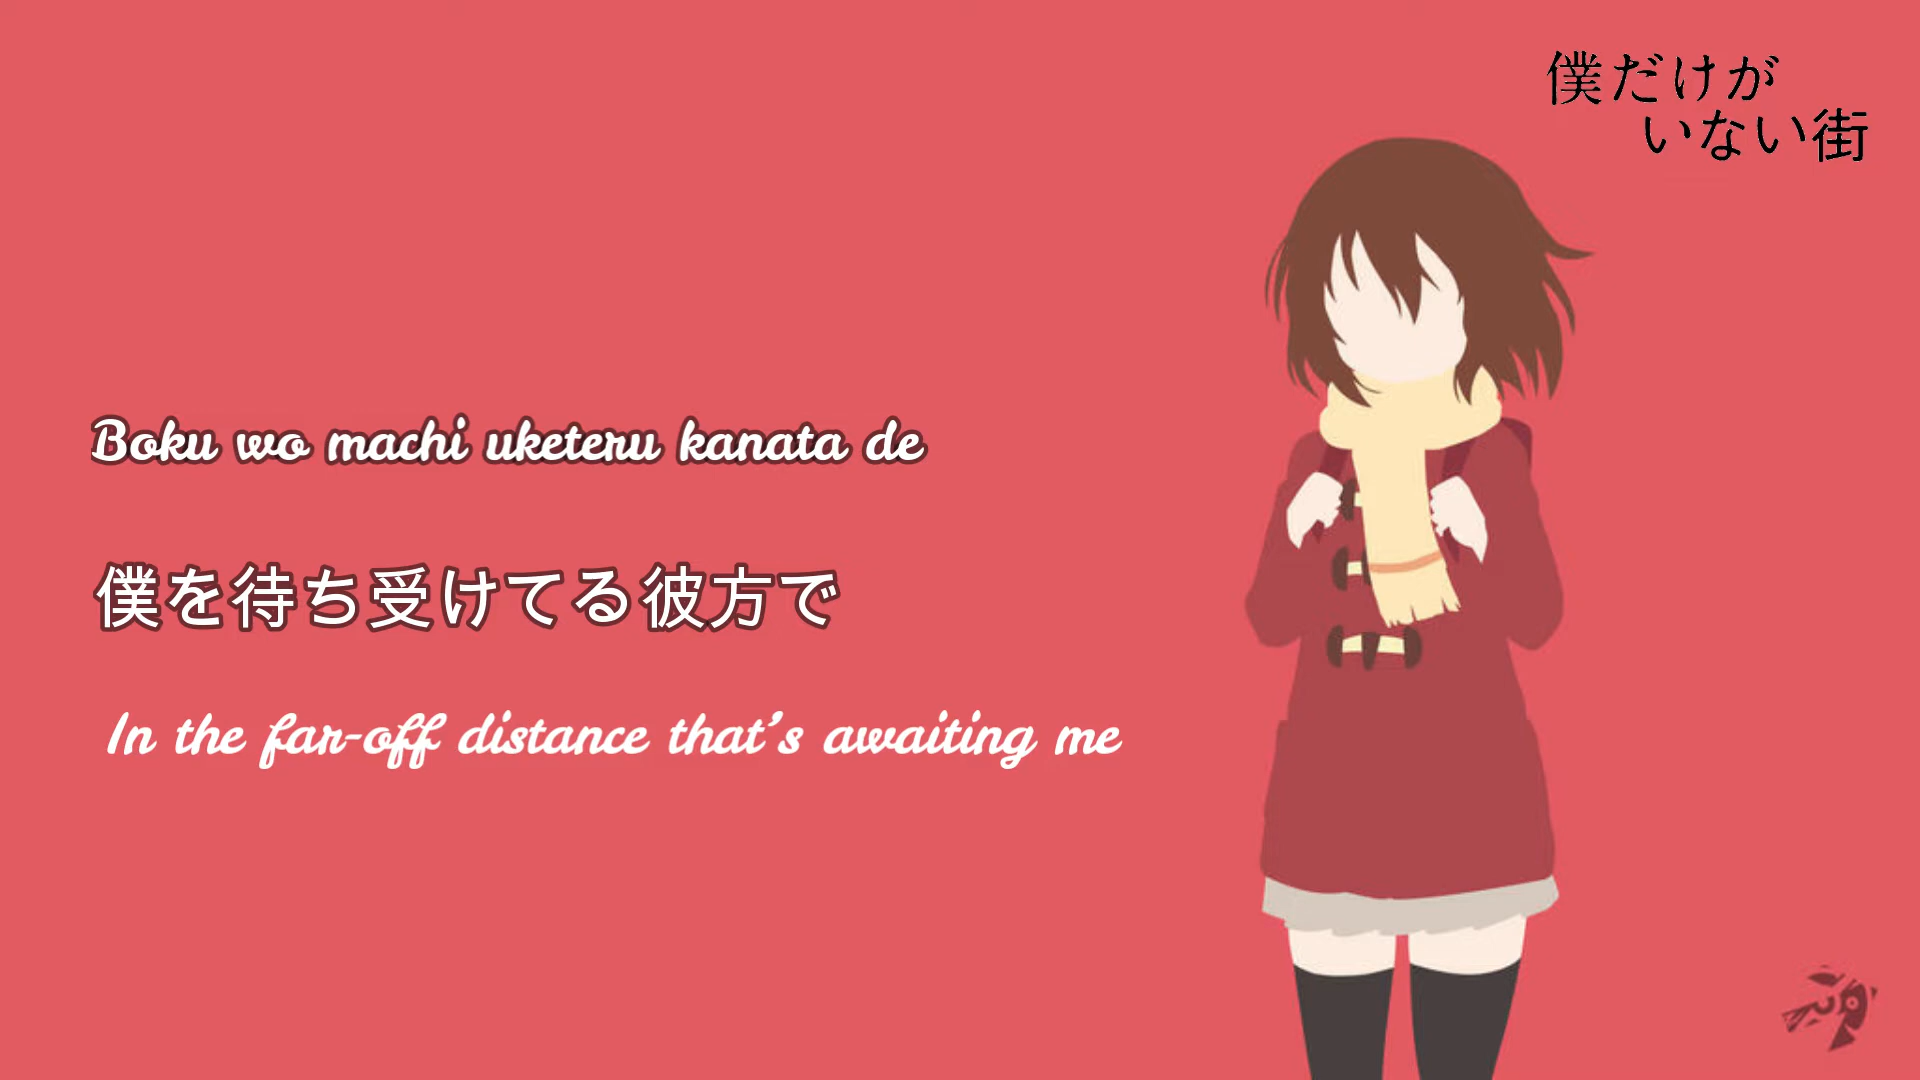 僕だけが
いない街
Boku wo machi uketeru kanata de
僕を待ち受けてる彼方で
In the far-off distance that's awaiting me